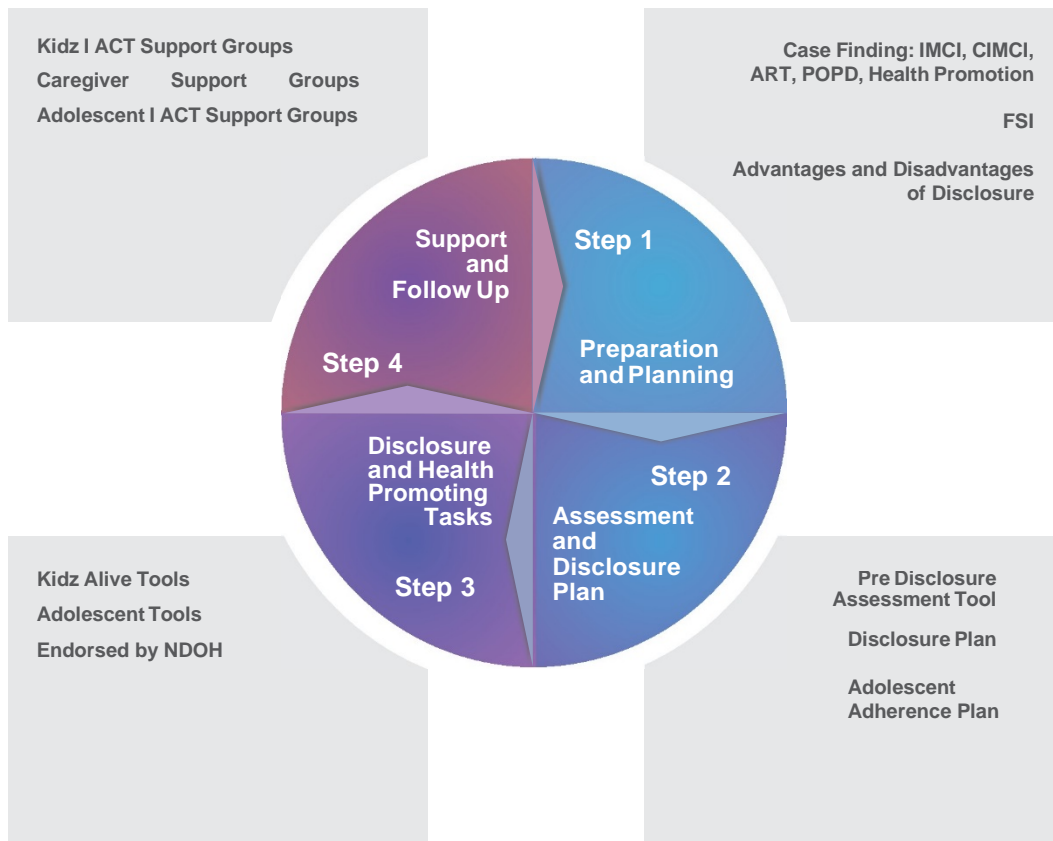 Kidz I ACT Support Groups
Caregiver Support Groups
Adolescent I ACT Support Groups
Case Finding: IMCI, CIMCI,
ART, POPD, Health Promotion
FSI
Advantages and Disadvantages
of Disclosure
Step 1
Preparation
and Planning
Step 2
Assessment
and
Disclosure
Plan
Disclosure
and Health
Promoting
Tasks
Step 3
Support
and
Follow Up
Step 4
Kidz Alive Tools
Adolescent Tools
Endorsed by NDOH
Pre Disclosure
Assessment Tool
Disclosure Plan
Adolescent
Adherence Plan